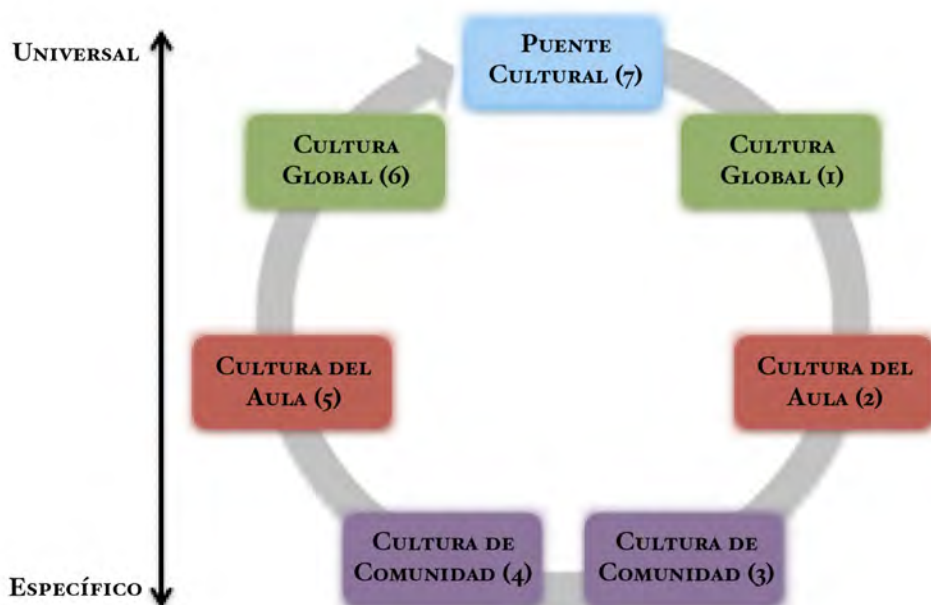 Universal
Puente
Cultural (7)
Cultura
Global (6)
Cultura
Global (1)
Cultura del
Aula (5)
Cultura del
Aula (2)
Cultura de
Comunidad (4)
Cultura de
Comunidad (3)
Específico